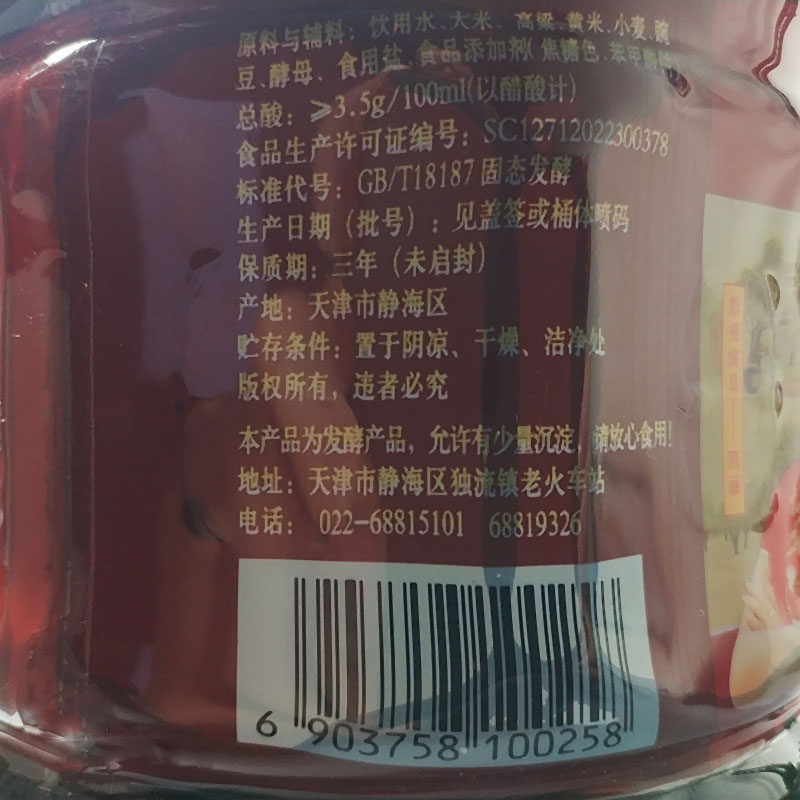 原料与辅料：饮用水、大米、高粱、黄米、小麦、豌
豆、酵母、食用盐、食品添加剂(焦糖色、苯甲酸钠)
总酸：≥3.5g/100ml(以醋酸计)
食品生产许可证编号：SC12712022300378
标准代号：GB/T18187 固态发酵
生产日期（批号）：见盖签或桶体喷码
保质期：三年（未启封）
产地：天津市静海区
贮存条件：置于阴凉、干燥、洁净处
版权所有，违者必究
本产品为发酵产品，允许有少量沉淀，请放心食用！
地址：天津市静海区独流镇老火车站
电话：022-68815101 68819326
6 903758 100258